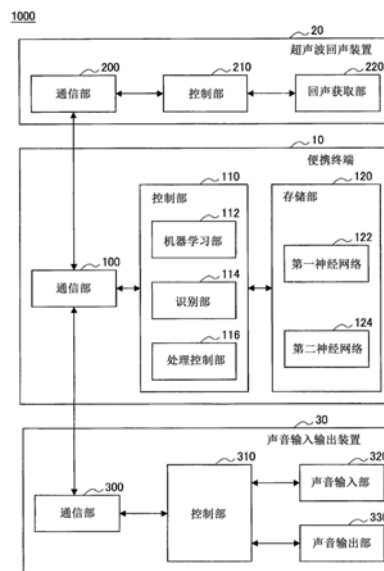 1000
20
超声波回声装置
200
通信部
210
控制部
220
回声获取部
10
便携终端
110
控制部
112
机器学习部
114
识别部
116
处理控制部
120
存储部
122
第一神经网络
124
第二神经网络
100
通信部
30
声音输入输出装置
300
通信部
310
控制部
320
声音输入部
330
声音输出部